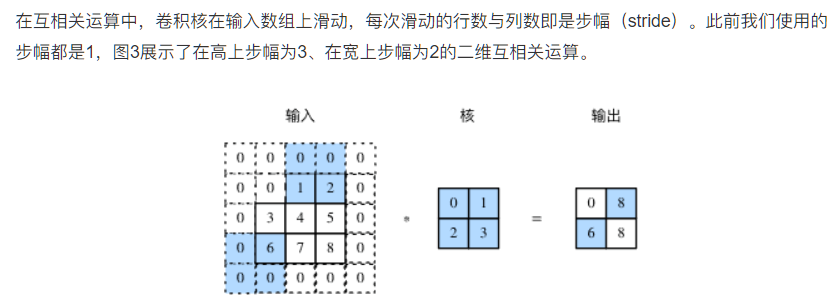 在互相关运算中，卷积核在输入数组上滑动，每次滑动的行数与列数即是步幅（stride）。此前我们使用的
步幅都是1，图3展示了在高上步幅为3、在宽上步幅为2的二维互相关运算。
输入 核 输出
0 0 0 0 0
0 0 1 2 0
0 3 4 5 0
0 6 7 8 0
0 0 0 0 0
*
0 1
2 3
=
0 8
6 8